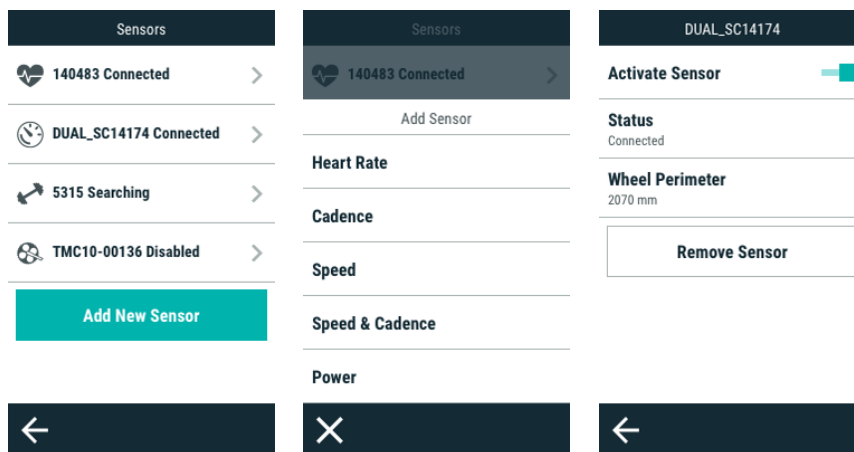 Sensors
140483 Connected
DUAL_SC14174 Connected
5315 Searching
TMC10-00136 Disabled
Add New Sensor
Sensors
140483 Connected
Add Sensor
Heart Rate
Cadence
Speed
Speed & Cadence
Power
DUAL_SC14174
Activate Sensor
Status
Connected
Wheel Perimeter
2070 mm
Remove Sensor